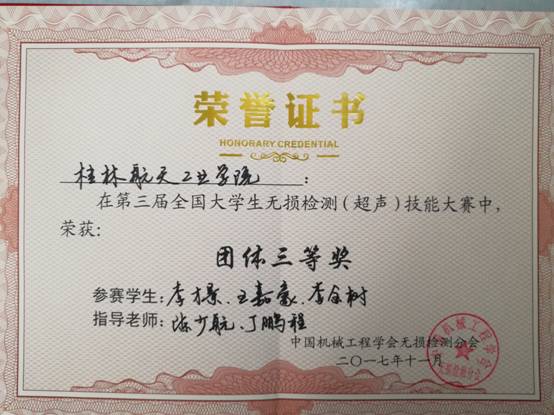 荣誉证书
HONORARY CREDENTIAL
桂林航天工业学院：
在第三届全国大学生无损检测(超声)技能大赛中，
荣获：
团体三等奖
参赛学生：李才景、王嘉豪、李合树
指导老师：陈少航、丁鹏程
中国机械工程学会无损检测分会
二〇一七年十一月